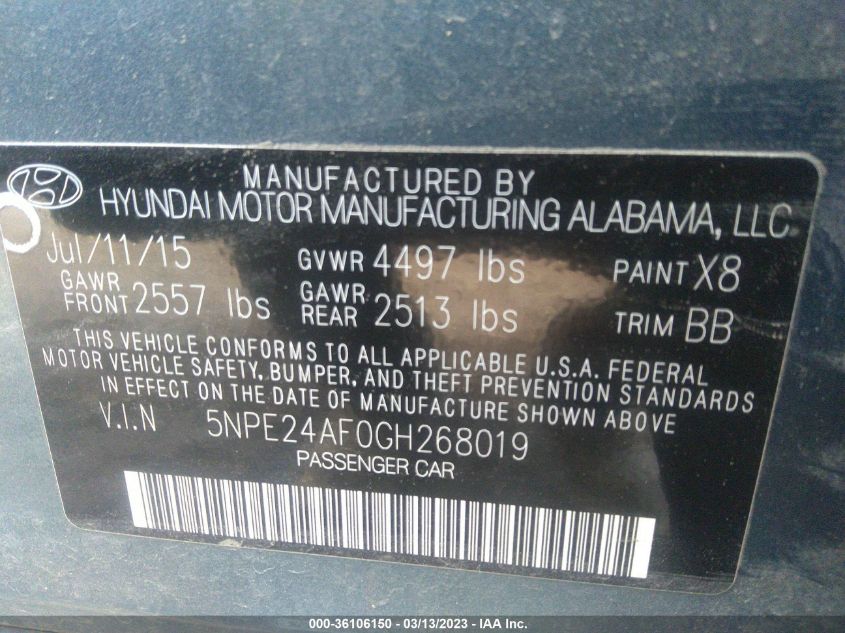 MANUFACTURED BY
HYUNDAI MOTOR MANUFACTURING ALABAMA, LLC
Jul/11/15 GVWR 4497 lbs PAINT X8
GAWR FRONT 2557 lbs GAWR REAR 2513 lbs TRIM BB
THIS VEHICLE CONFORMS TO ALL APPLICABLE U.S.A. FEDERAL
MOTOR VEHICLE SAFETY, BUMPER, AND THEFT PREVENTION STANDARDS
IN EFFECT ON THE DATE OF MANUFACTURE SHOWN ABOVE
V.I.N 5NPE24AF0GH268019
PASSENGER CAR
000-36106150 — 03/13/2023 — IAA Inc.